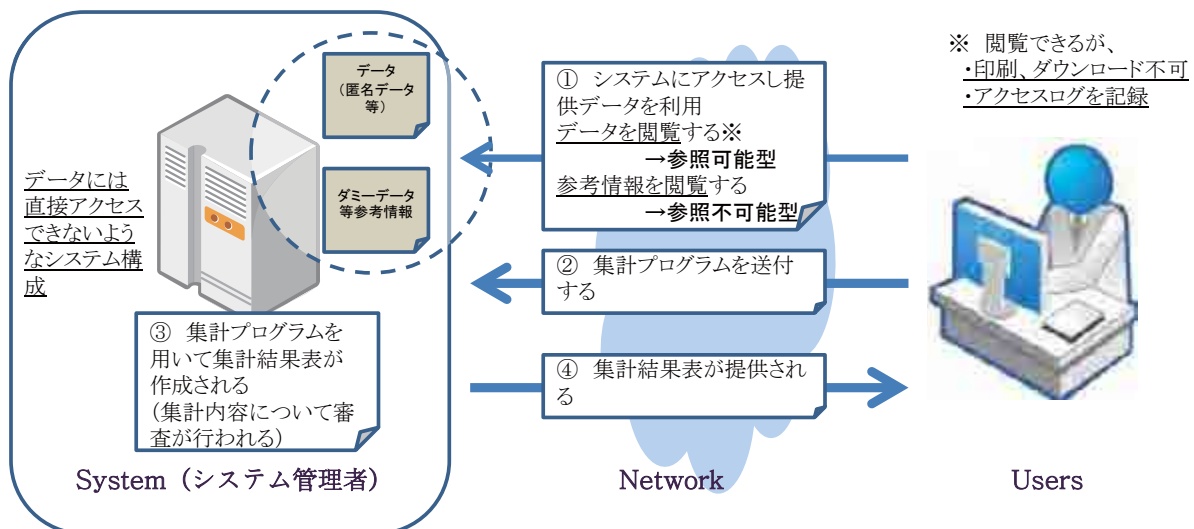 データ
（匿名データ
等）
ダミーデータ
等参考情報
データには
直接アクセス
できないよう
なシステム構
成
③　集計プログラムを
用いて集計結果表が
作成される
（集計内容について審
査が行われる）
System（システム管理者）
①　システムにアクセスし提
供データを利用
データを閲覧する※
→参照可能型
参考情報を閲覧する
→参照不可能型
②　集計プログラムを送付
する
④　集計結果表が提供され
る
Network
※　閲覧できるが、
・印刷、ダウンロード不可
・アクセスログを記録
Users